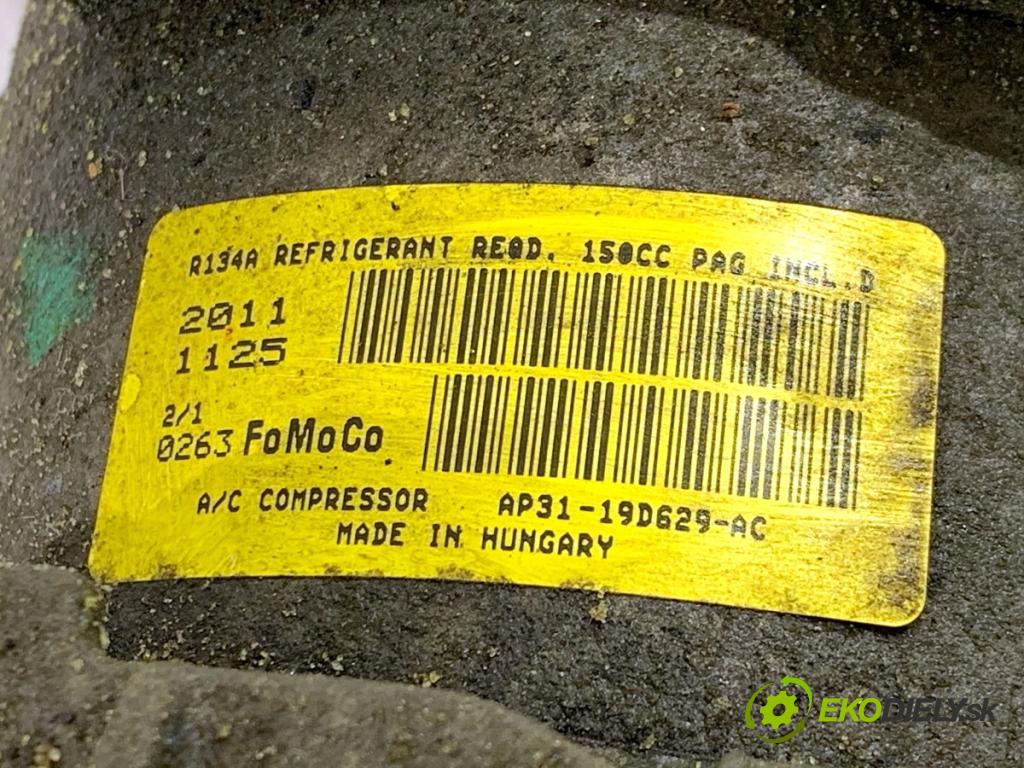 R134A REFRIGERANT REQD. 150CC PAG INCL.D
2011
1125
2/1
0263 FoMoCo
A/C COMPRESSOR AP31-19D629-AC
MADE IN HUNGARY
EKODIELY.sk